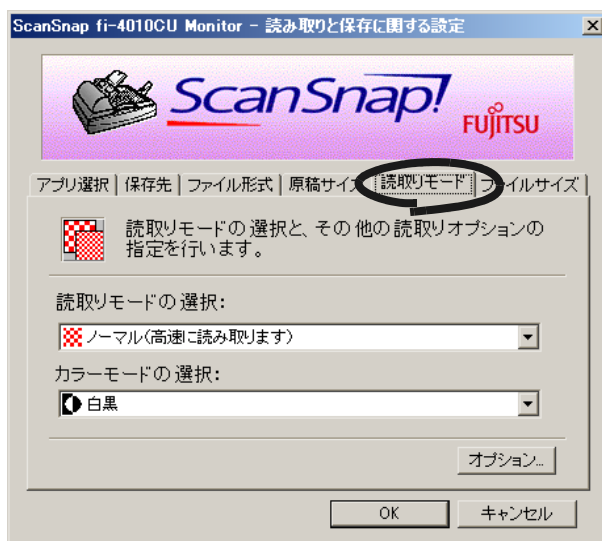 ScanSnap fi-4010CU Monitor - 読み取りと保存に関する設定
ScanSnap!
FUJITSU
アプリ選択 保存先 ファイル形式 原稿サイズ 読取りモード ファイルサイズ
読取りモードの選択と、その他の読取りオプションの
指定を行います。
読取りモードの選択:
ノーマル(高速に読み取ります)
カラーモードの選択:
白黒
オプション...
OK キャンセル